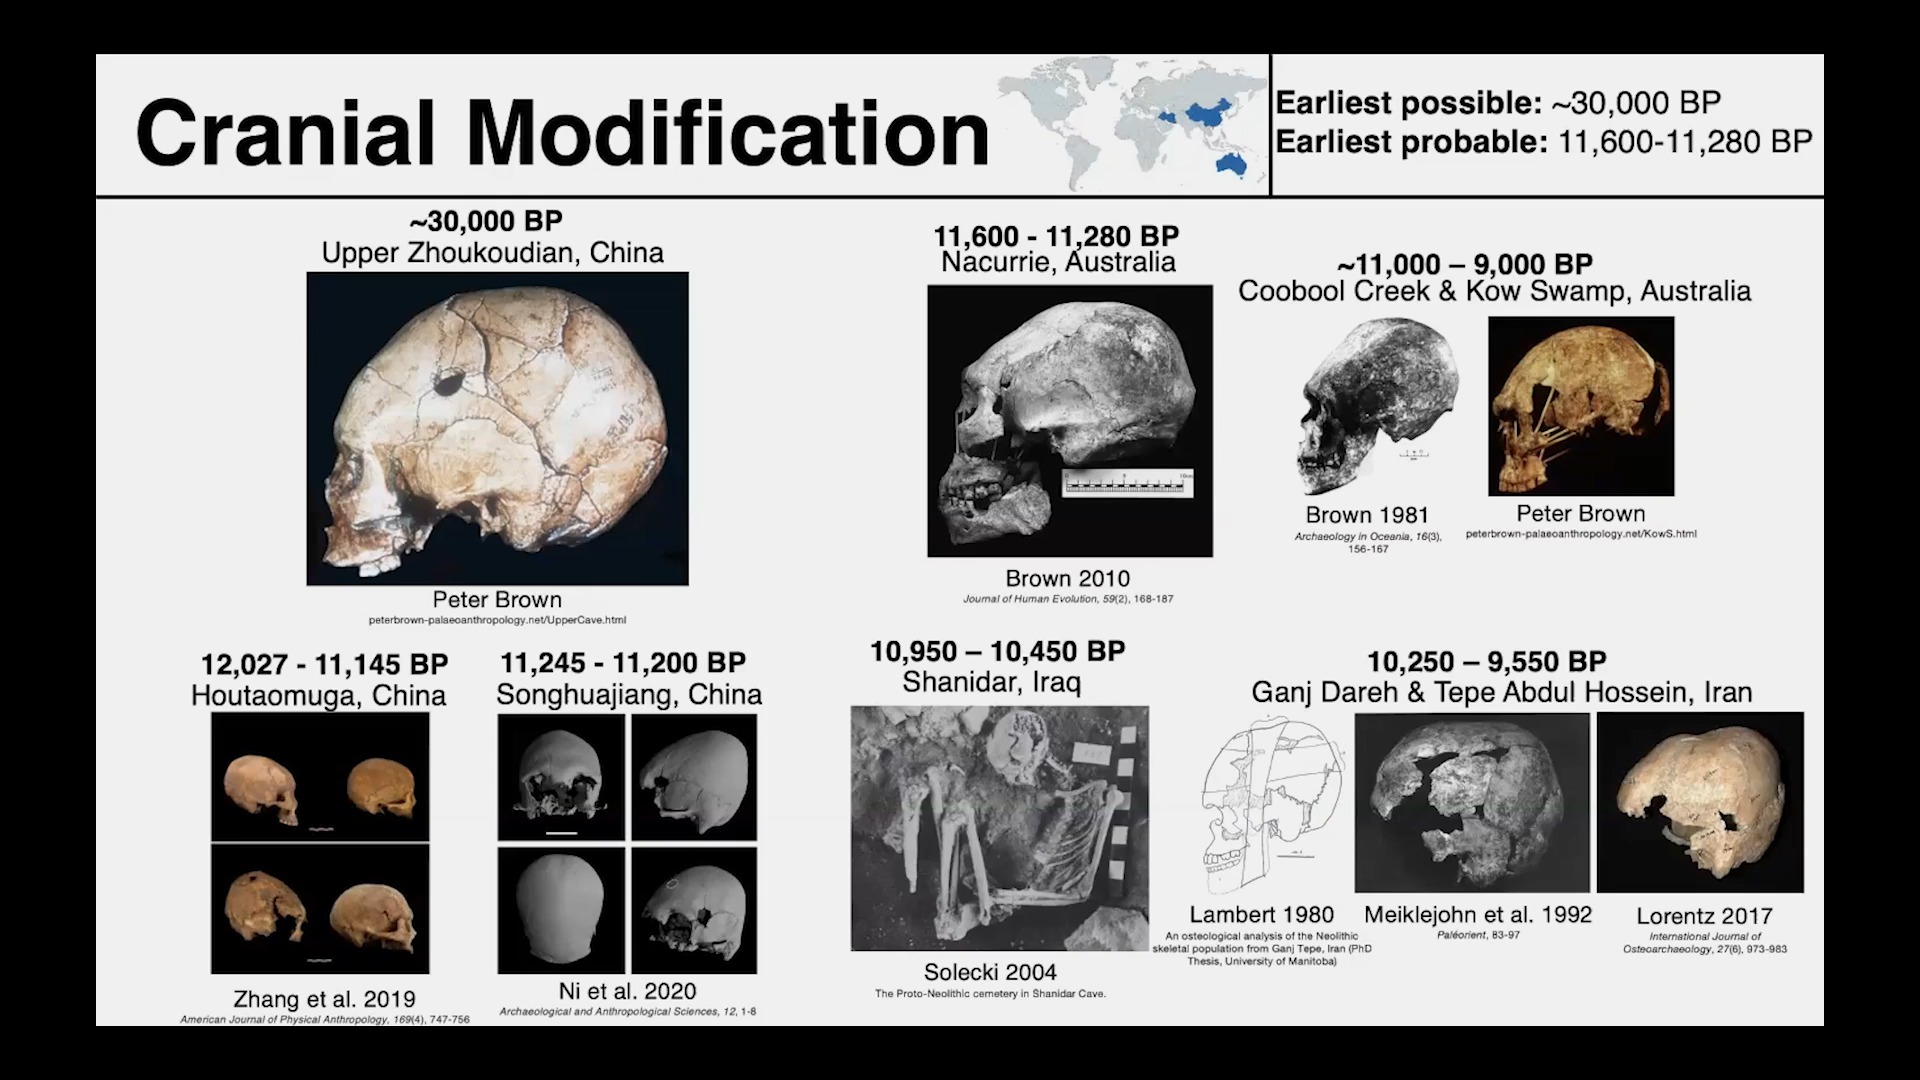 Cranial Modification
Earliest possible: ~30,000 BP
Earliest probable: 11,600-11,280 BP
~30,000 BP
Upper Zhoukoudian, China
Peter Brown
peterbrown-palaeoanthropology.net/UpperCave.html
11,600 - 11,280 BP
Nacurrie, Australia
Brown 2010
Journal of Human Evolution, 59(2), 168-187
~11,000 – 9,000 BP
Coobool Creek & Kow Swamp, Australia
Brown 1981
Archaeology in Oceania, 16(3),
156-167
Peter Brown
peterbrown-palaeoanthropology.net/KowS.html
12,027 - 11,145 BP
Houtaomuga, China
Zhang et al. 2019
American Journal of Physical Anthropology, 169(4), 747-756
11,245 - 11,200 BP
Songhuajiang, China
Ni et al. 2020
Archaeological and Anthropological Sciences, 12, 1-8
10,950 – 10,450 BP
Shanidar, Iraq
Solecki 2004
The Proto-Neolithic cemetery in Shanidar Cave.
10,250 – 9,550 BP
Ganj Dareh & Tepe Abdul Hossein, Iran
Lambert 1980
An osteological analysis of the Neolithic
skeletal population from Ganj Tepe, Iran (PhD
Thesis, University of Manitoba)
Meiklejohn et al. 1992
Paléorient, 83-97
Lorentz 2017
International Journal of
Osteoarchaeology, 27(6), 973-983